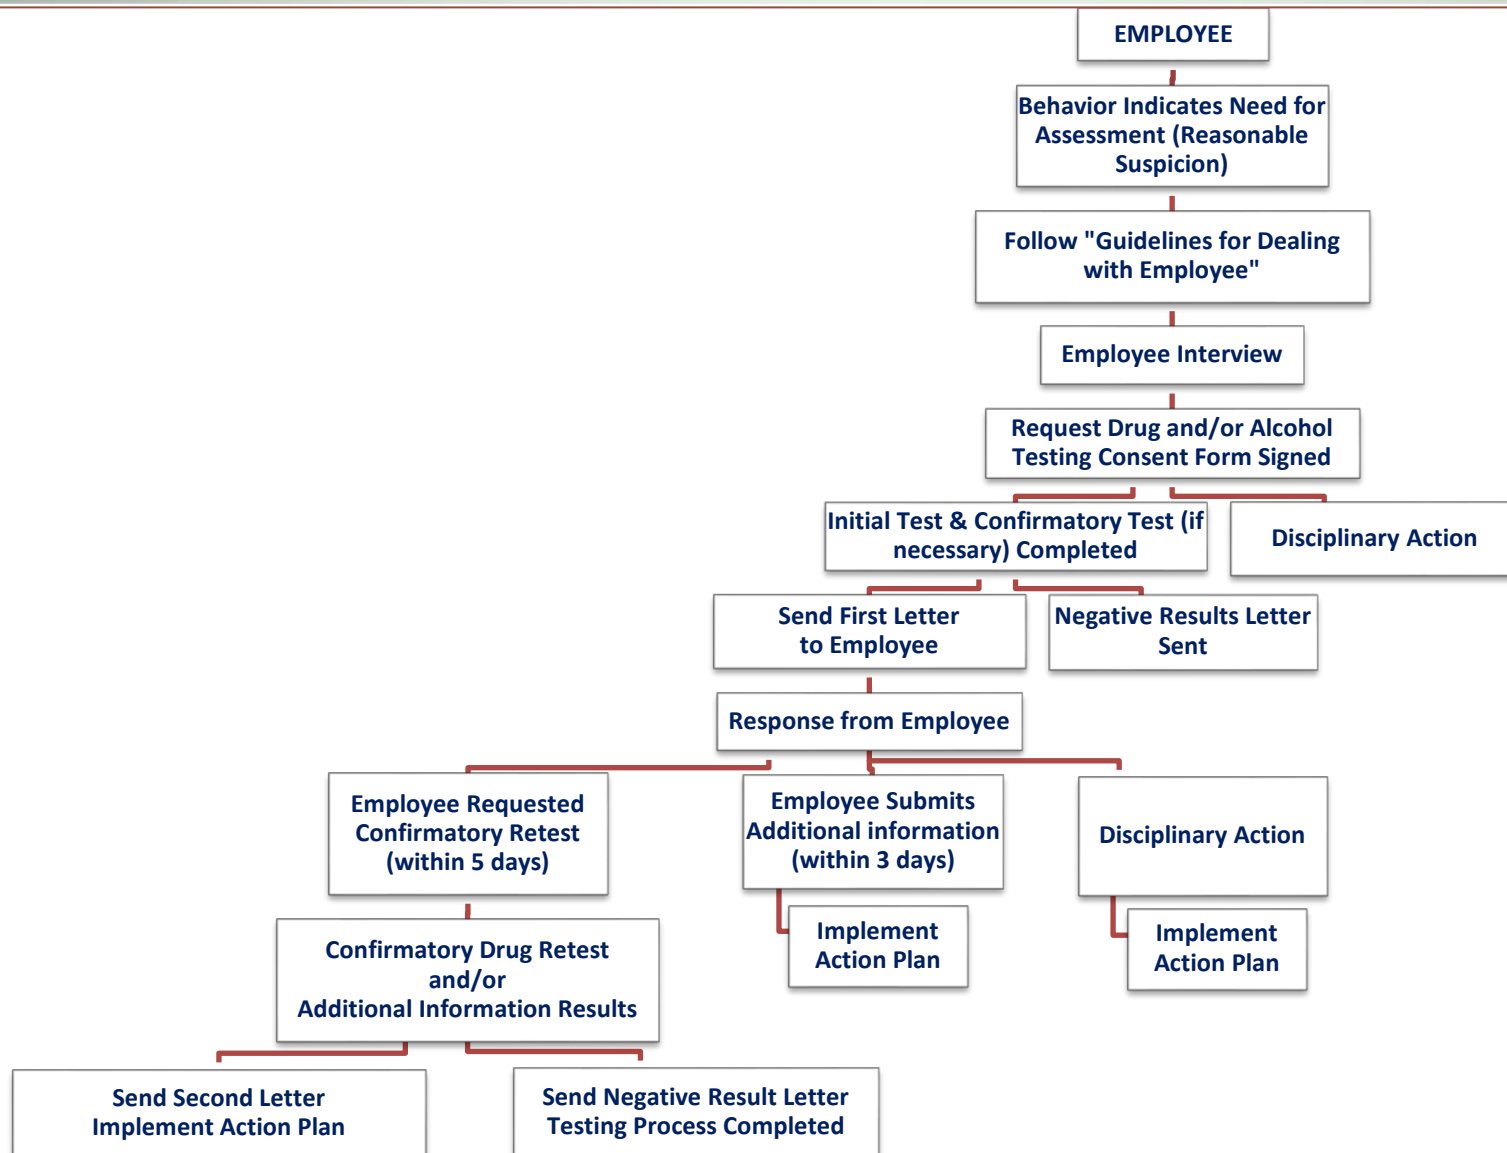 EMPLOYEE
Behavior Indicates Need for
Assessment (Reasonable
Suspicion)
Follow "Guidelines for Dealing
with Employee"
Employee Interview
Request Drug and/or Alcohol
Testing Consent Form Signed
Initial Test & Confirmatory Test (if
necessary) Completed
Disciplinary Action
Send First Letter
to Employee
Negative Results Letter
Sent
Response from Employee
Employee Requested
Confirmatory Retest
(within 5 days)
Employee Submits
Additional information
(within 3 days)
Disciplinary Action
Confirmatory Drug Retest
and/or
Additional Information Results
Implement
Action Plan
Implement
Action Plan
Send Second Letter
Implement Action Plan
Send Negative Result Letter
Testing Process Completed